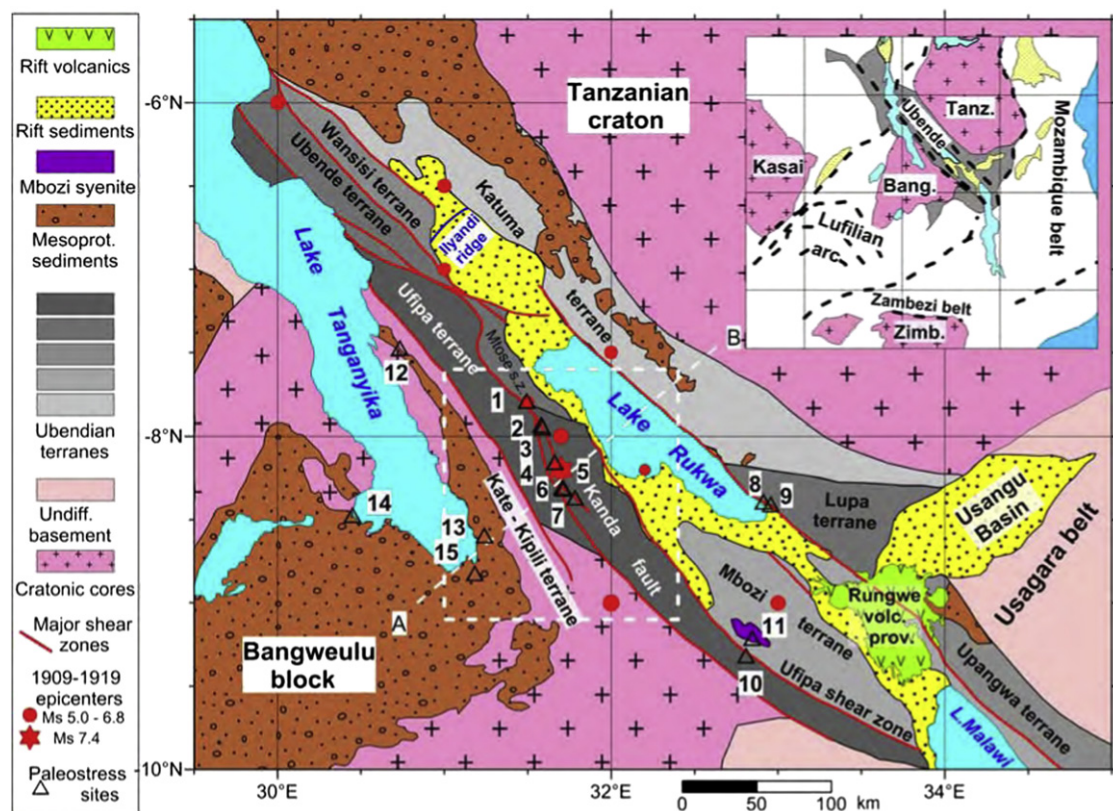 Rift volcanics
Rift sediments
Mbozi syenite
Mesoprot.
sediments
Ubendian
terranes
Undiff.
basement
Cratonic cores
Major shear
zones
1909-1919
epicenters
Ms 5.0 - 6.8
Ms 7.4
Paleostress
sites
6°N
8°N
10°N
30°E
32°E
34°E
0 50 100 km
Tanzanian
craton
Wansisi terrane
Ubende terrane
Katuma
terrane
Ilyandi
ridge
Lake
Tanganyika
Ufipa terrane
Mtose s.z.
B
12
1
2
3
4
5
6
7
Lake
Rukwa
8
9
Lupa
terrane
Usangu
Basin
Usagara belt
14
13
15
A
Kate - Kipili terrane
Kanda
fault
Mbozi
terrane
11
10
Ufipa shear zone
Rungwe
volc.
prov.
Upangwa terrane
L.Malawi
Bangweulu
block
Tanz.
Ubende
Kasai
Bang.
Mozambique belt
Lufilian
arc
Zambezi belt
Zimb.